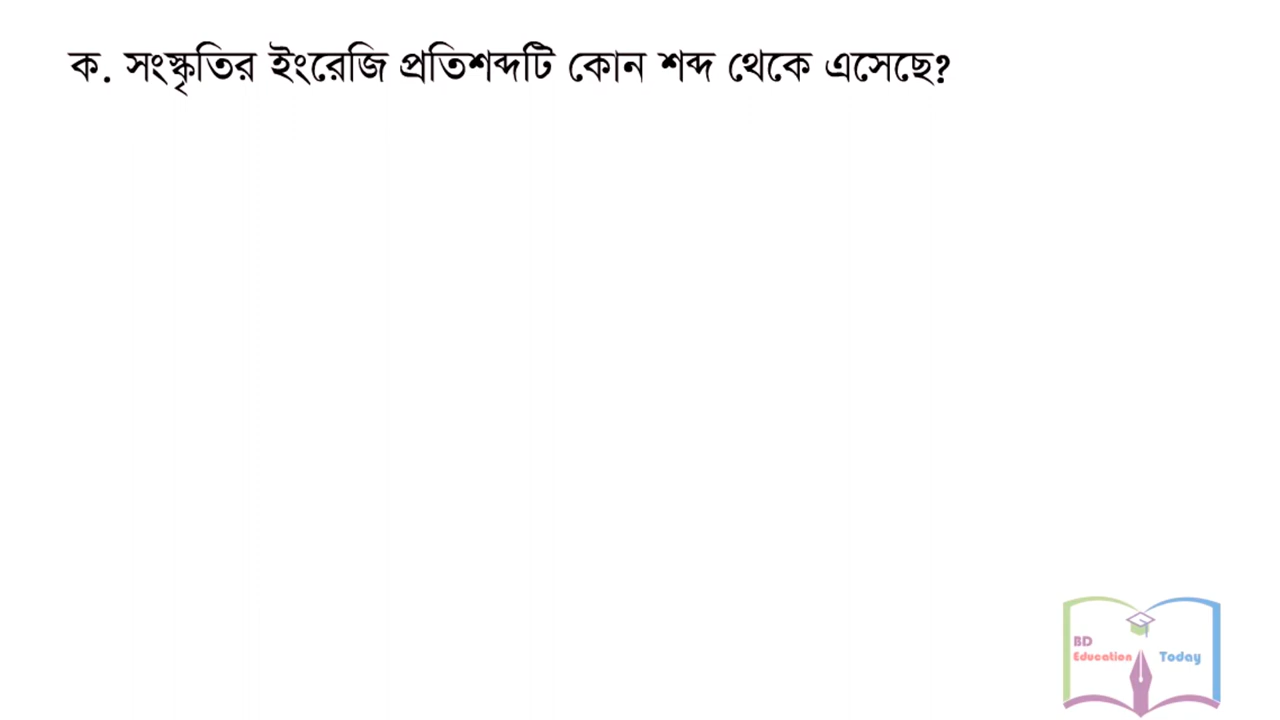 ক. সংস্কৃতির ইংরেজি প্রতিশব্দটি কোন শব্দ থেকে এসেছে?
BD
Education Today